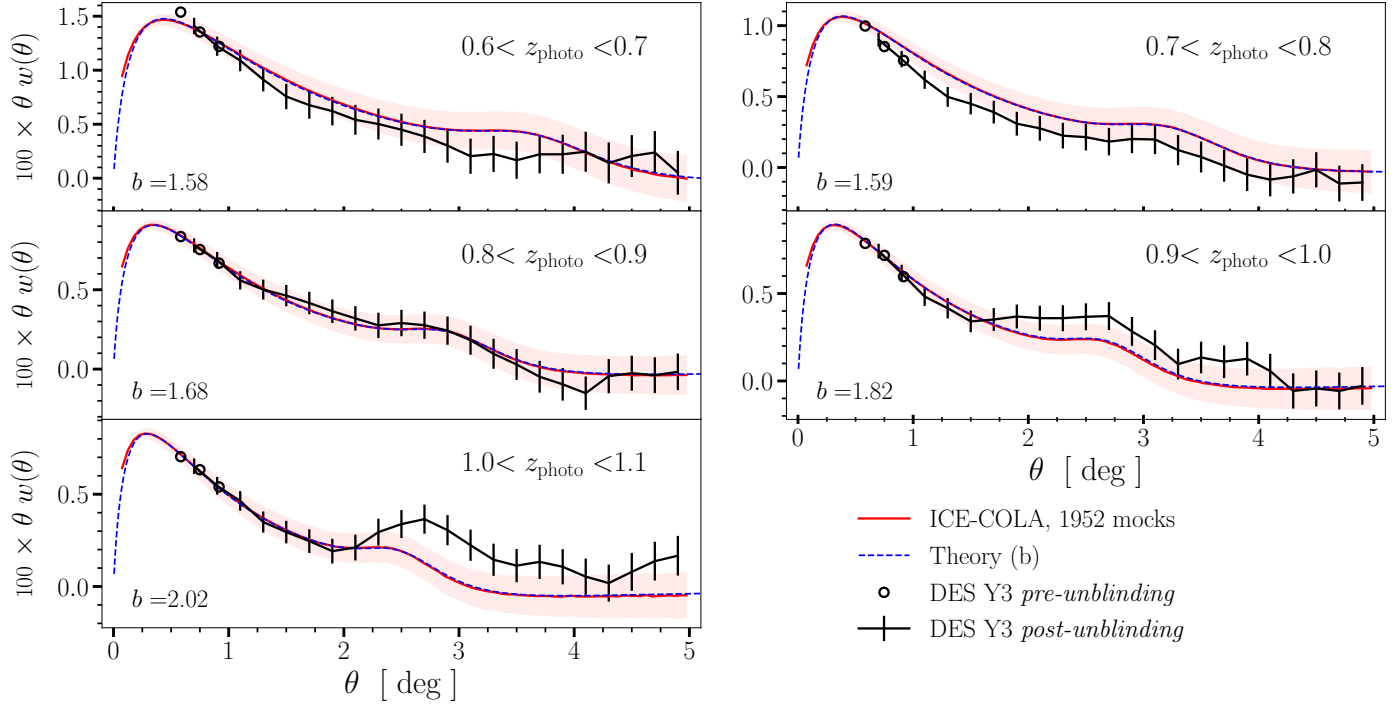 100 × θ w(θ)
1.5
1.0
0.5
0.0
0.6< z_photo <0.7
b =1.58
1.0
0.5
0.0
0.7< z_photo <0.8
b =1.59
100 × θ w(θ)
0.5
0.0
0.8< z_photo <0.9
b =1.68
0.5
0.0
0.9< z_photo <1.0
b =1.82
0 1 2 3 4 5
θ [ deg ]
100 × θ w(θ)
0.5
0.0
1.0< z_photo <1.1
b =2.02
0 1 2 3 4 5
θ [ deg ]
ICE-COLA, 1952 mocks
Theory (b)
DES Y3 pre-unblinding
DES Y3 post-unblinding